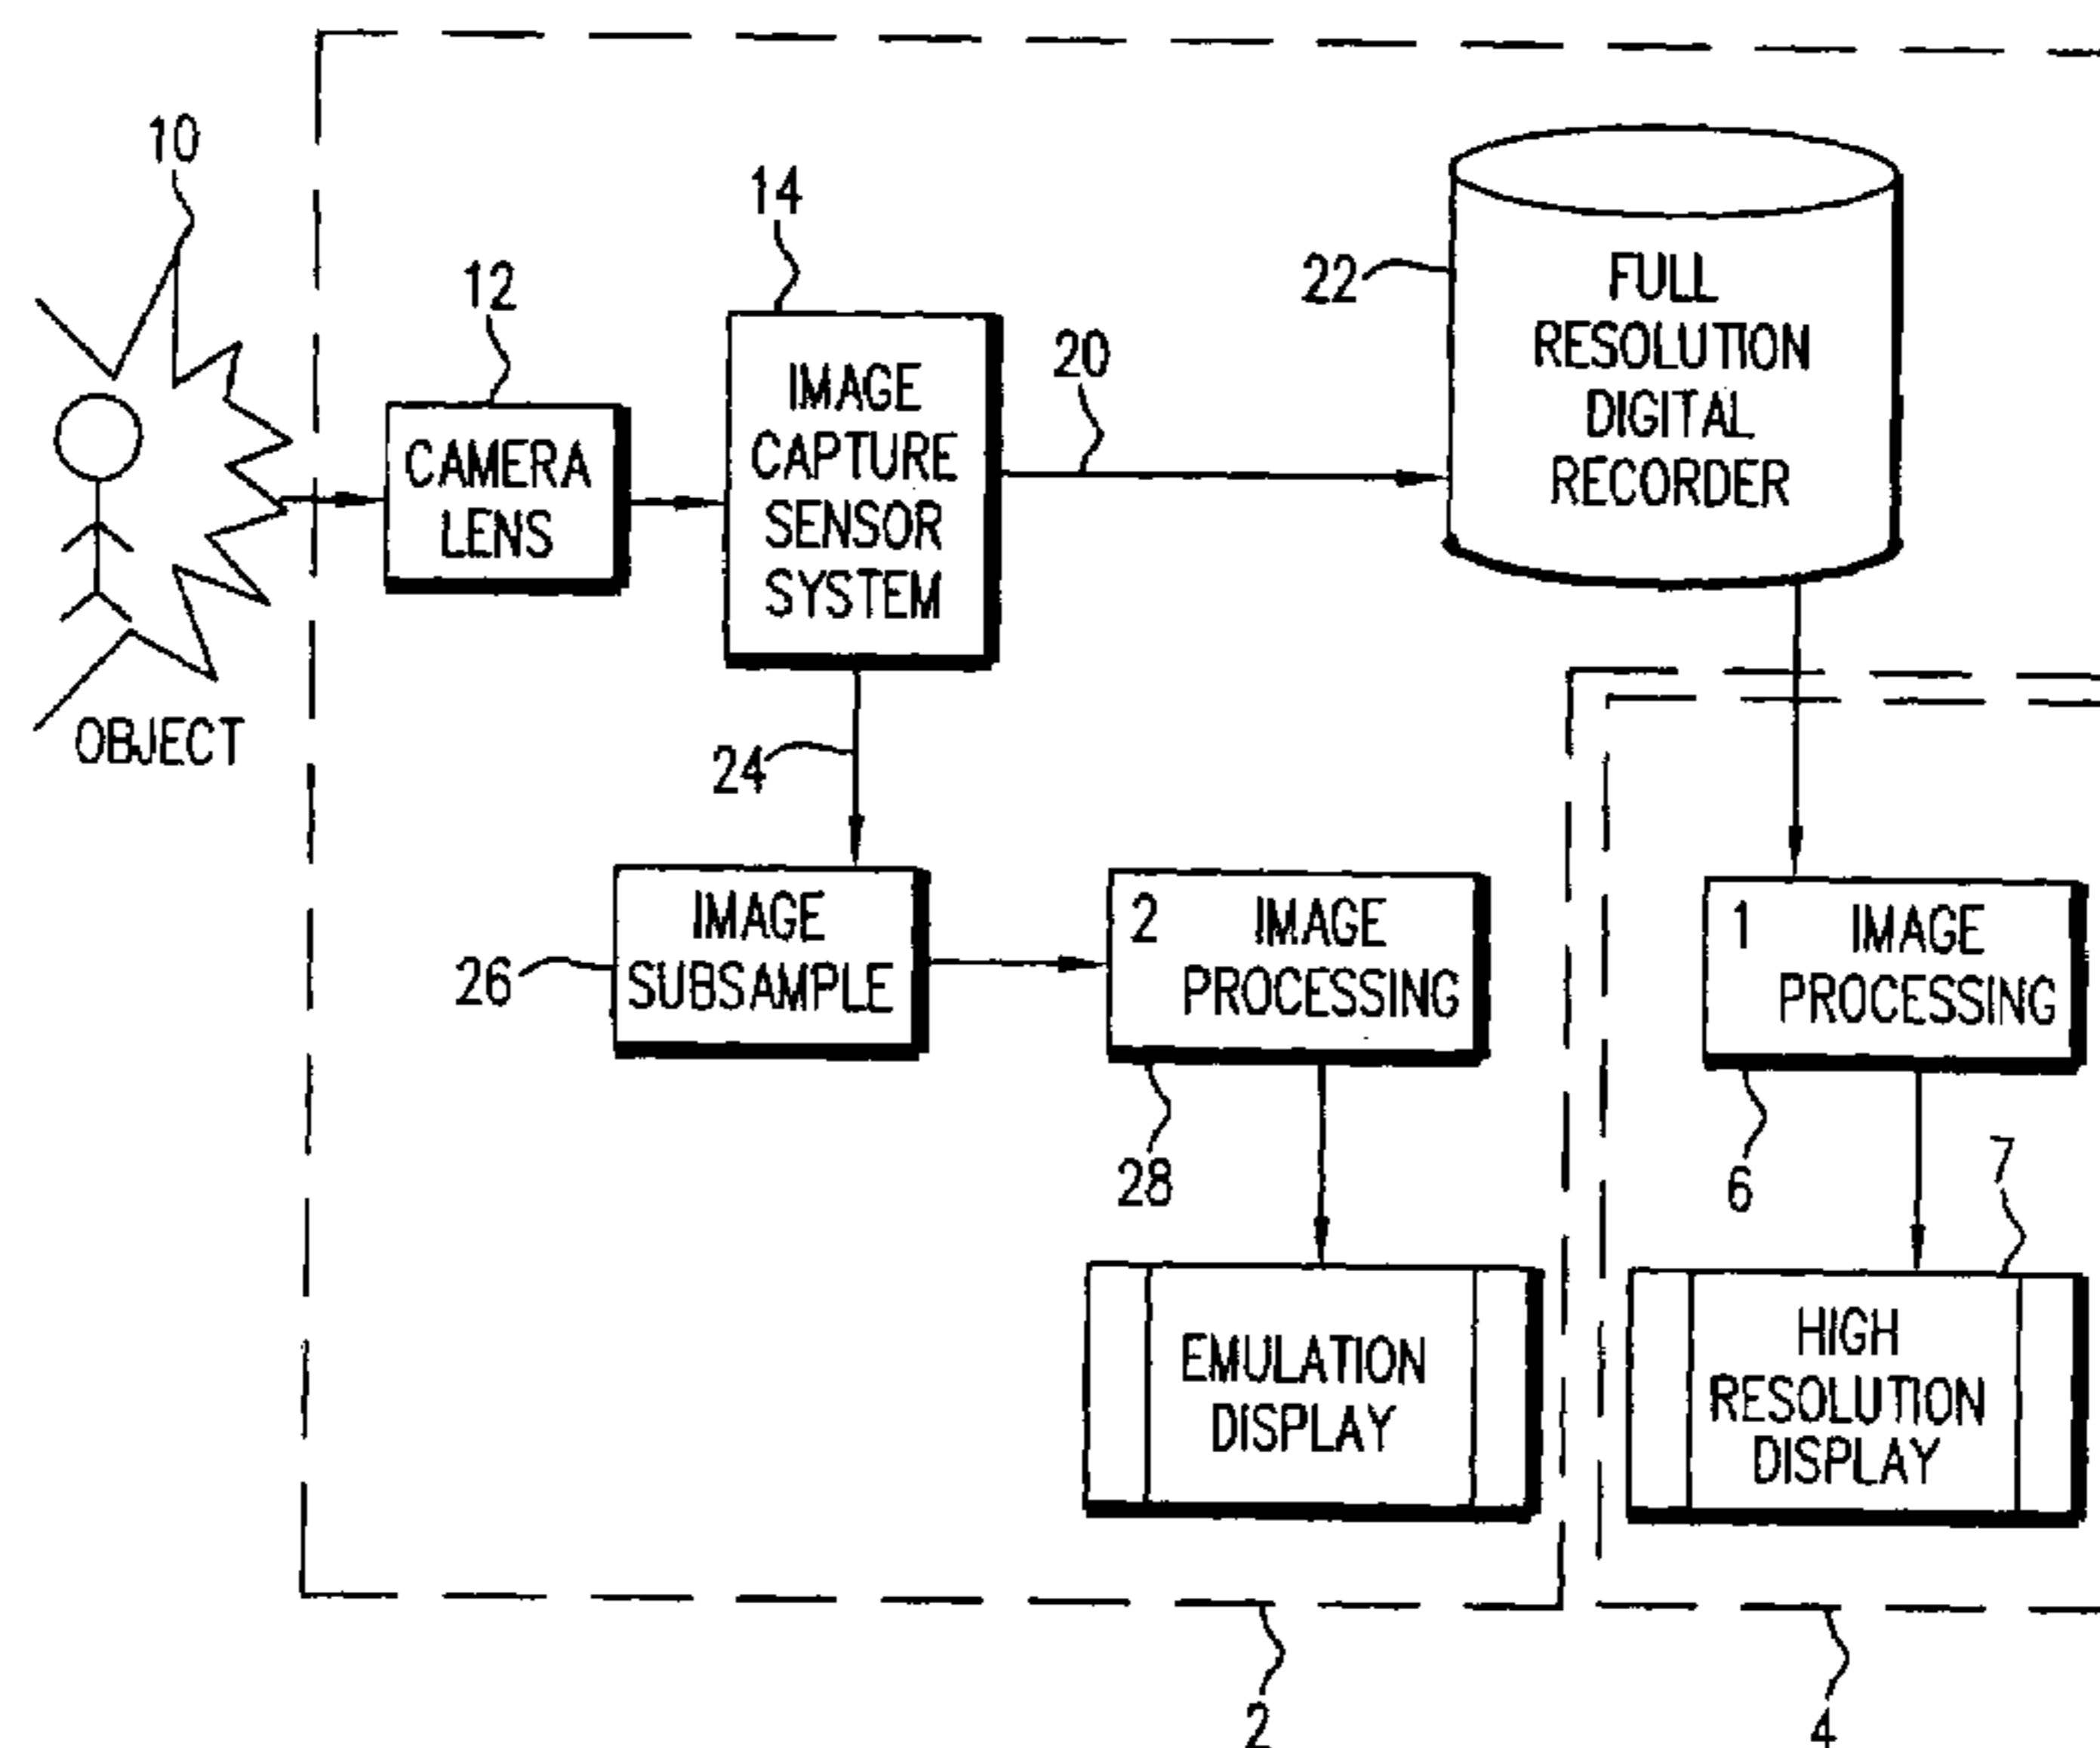 10
14
12
22
FULL
RESOLUTION
DIGITAL
RECORDER
20
IMAGE
CAPTURE
SENSOR
SYSTEM
CAMERA
LENS
OBJECT
24
IMAGE
SUBSAMPLE
26
2 IMAGE
PROCESSING
28
1 IMAGE
PROCESSING
6
7
EMULATION
DISPLAY
HIGH
RESOLUTION
DISPLAY
2
4